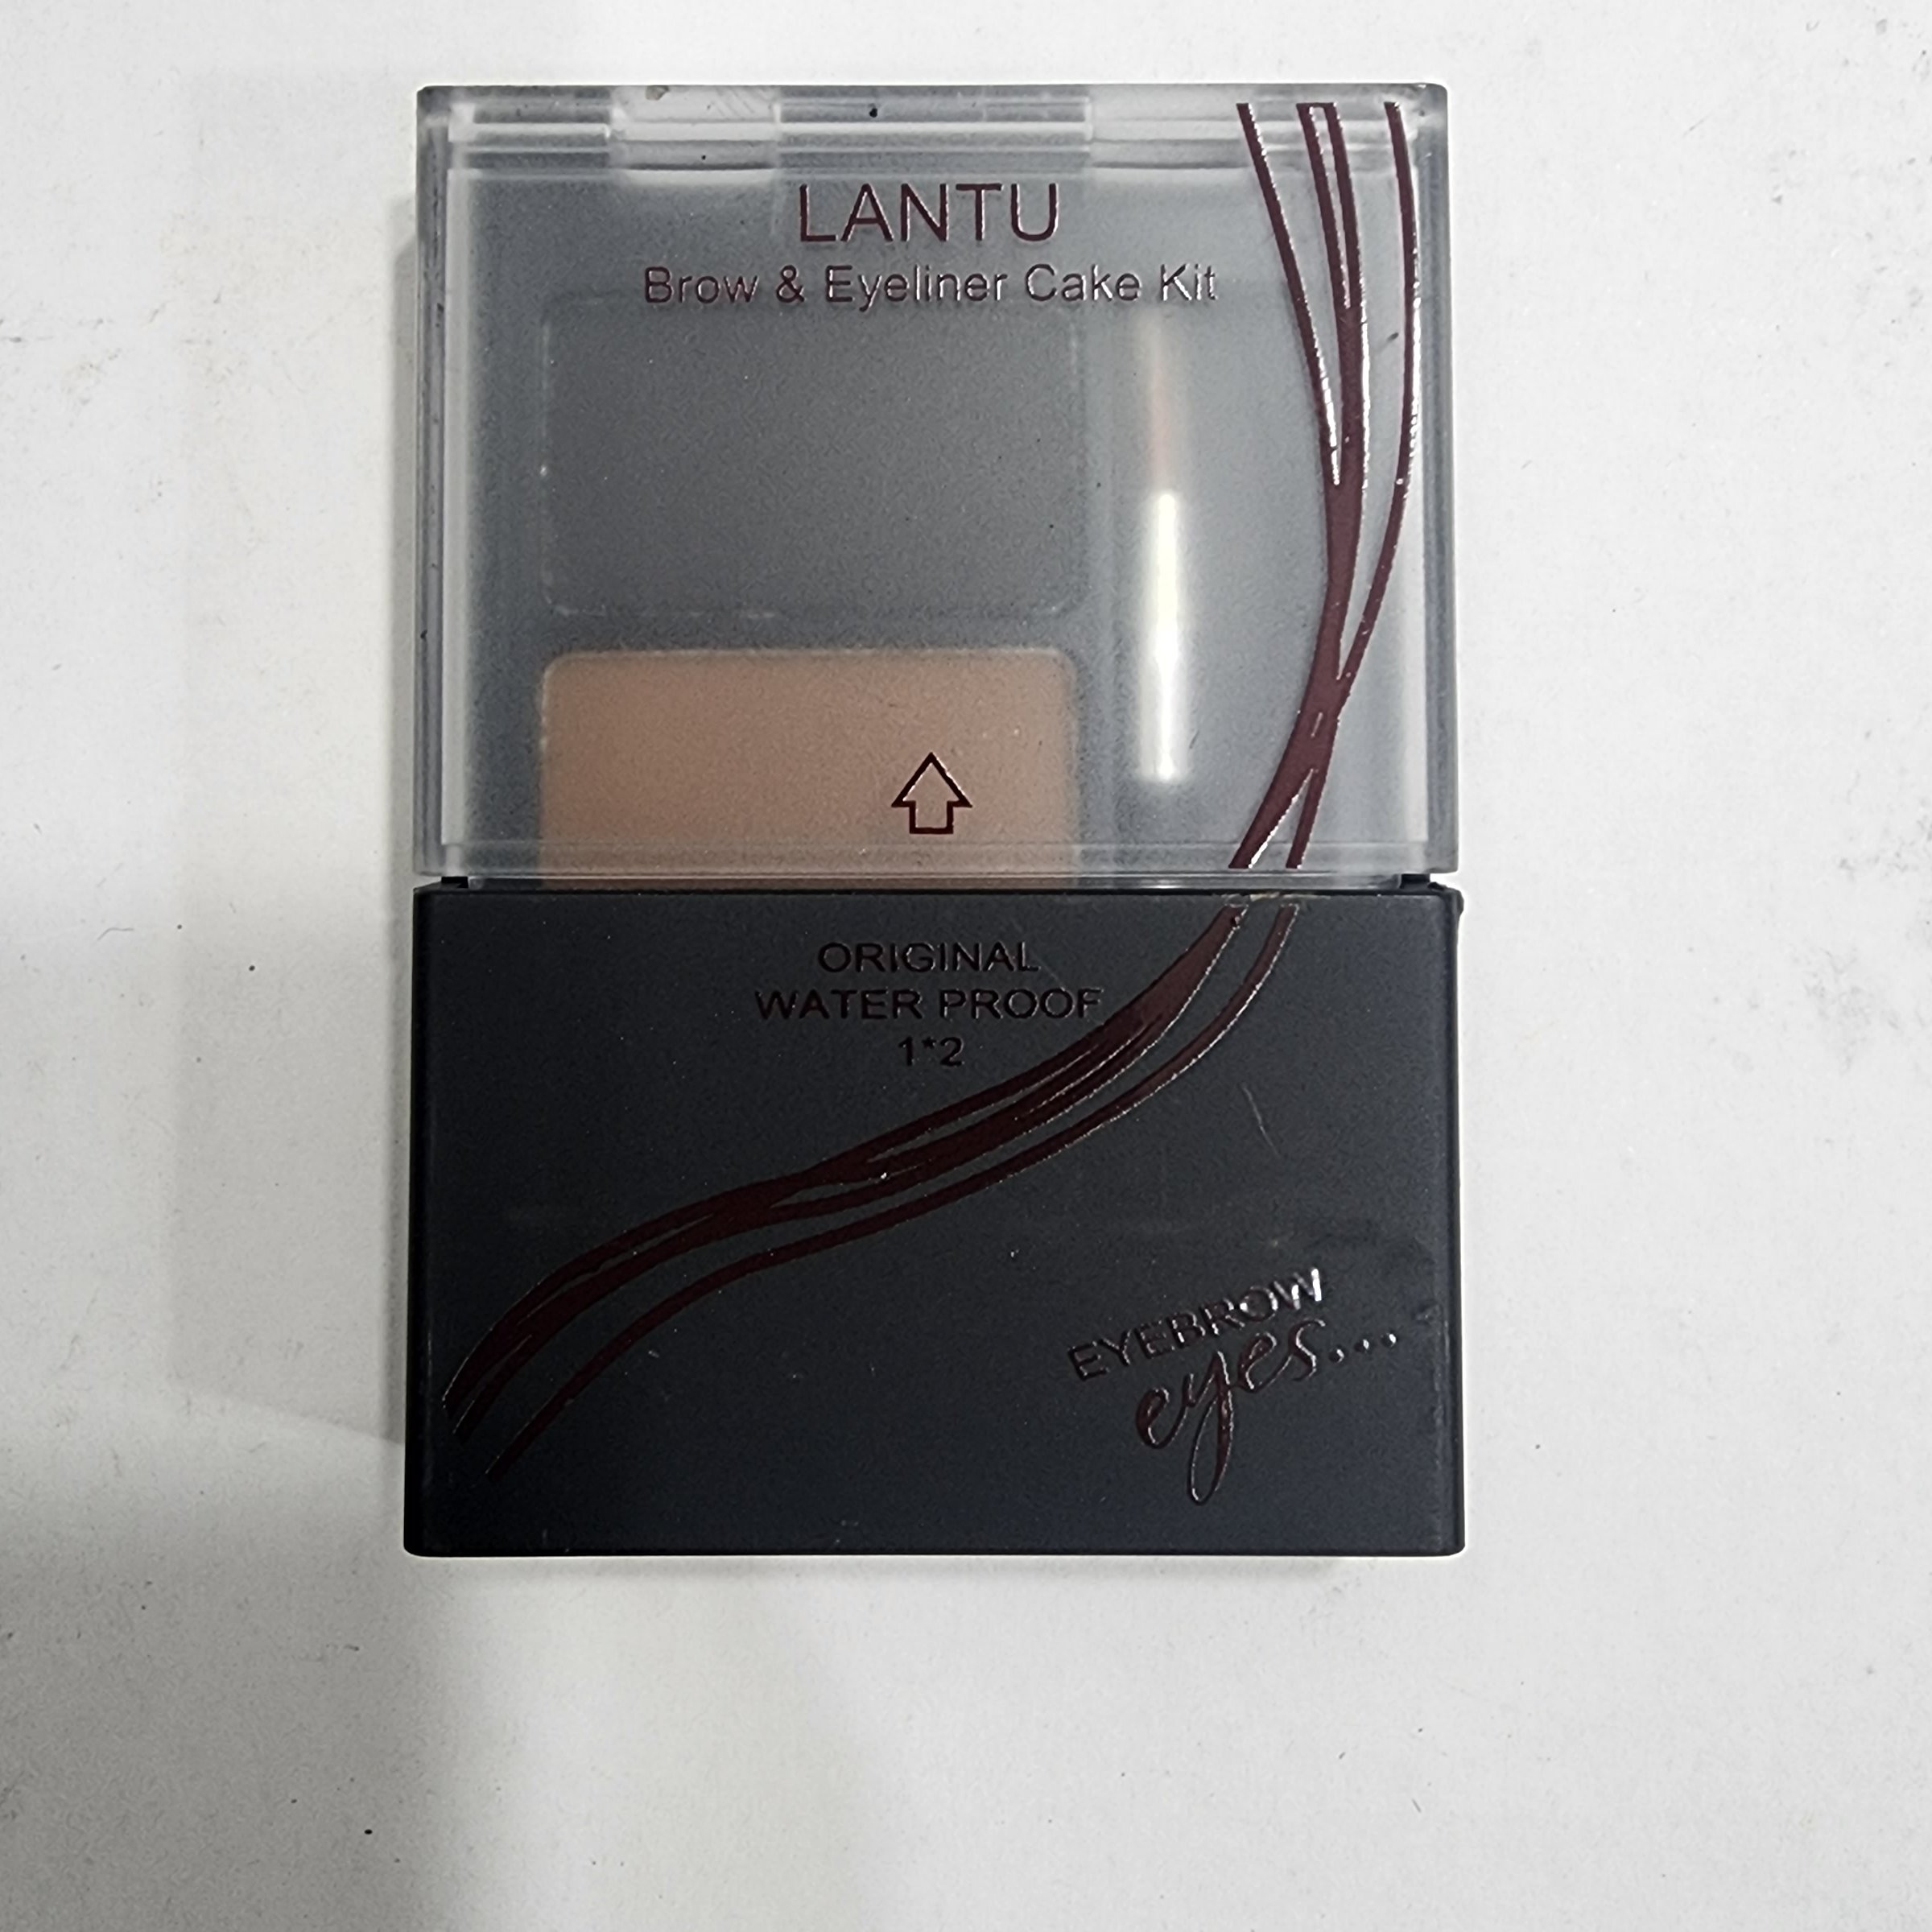 LANTU
Brow & Eyeliner Cake Kit
ORIGINAL
WATER PROOF
1*2
EYEBROW
eyes...